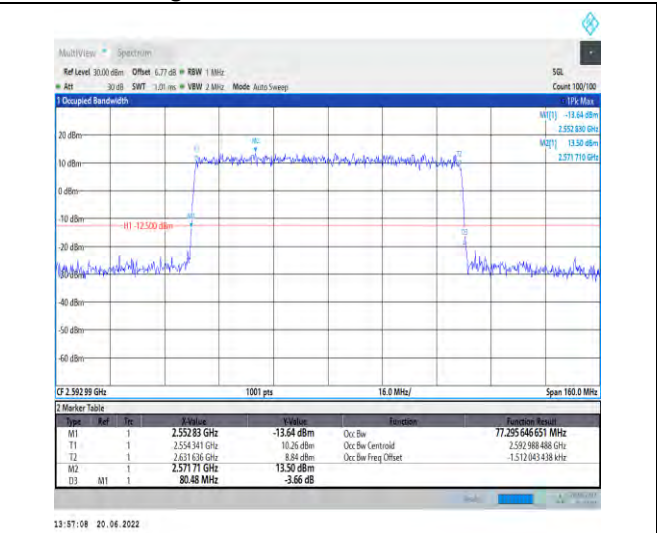 MultiView Spectrum
Ref Level 30.00 dBm Offset 6.77 dB RBW 1 MHz SGL
Att 30 dB SWT 1.01 ms VBW 2 MHz Mode Auto Sweep Count 100/100
1 Occupied Bandwidth 1Pk Max
M1[1] -13.64 dBm
2.552 830 GHz
M2[1] 13.50 dBm
2.571 710 GHz
20 dBm
M2
10 dBm
0 dBm
-10 dBm
H1 -12.500 dBm
-20 dBm
-30 dBm
-40 dBm
-50 dBm
-60 dBm
CF 2.592 99 GHz 1001 pts 16.0 MHz/ Span 160.0 MHz
2 Marker Table
Type Ref Trc X-Value Y-Value Function Function Result
M1 1 2.552 83 GHz -13.64 dBm Occ Bw 77.295 646 651 MHz
T1 1 2.554 341 GHz 10.26 dBm Occ Bw Centroid 2.592 988 488 GHz
T2 1 2.631 636 GHz 8.84 dBm Occ Bw Freq Offset -1.512 043 438 kHz
M2 1 2.571 71 GHz 13.50 dBm
D3 M1 1 80.48 MHz -3.66 dB
13:57:08 20.06.2022